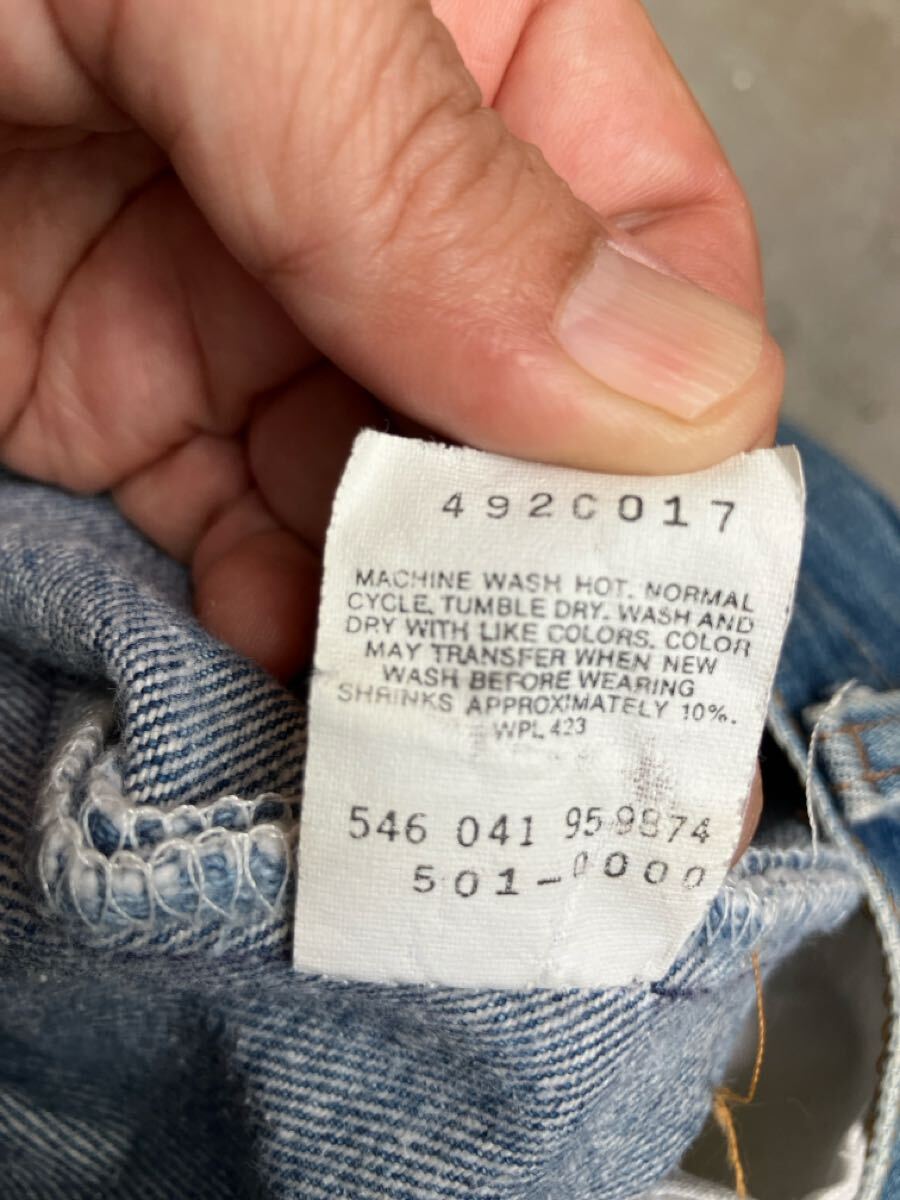 492C017
MACHINE WASH HOT. NORMAL
CYCLE. TUMBLE DRY. WASH AND
DRY WITH LIKE COLORS. COLOR
MAY TRANSFER WHEN NEW
WASH BEFORE WEARING
SHRINKS APPROXIMATELY 10%.
WPL 423
546 041 959874
501-0000